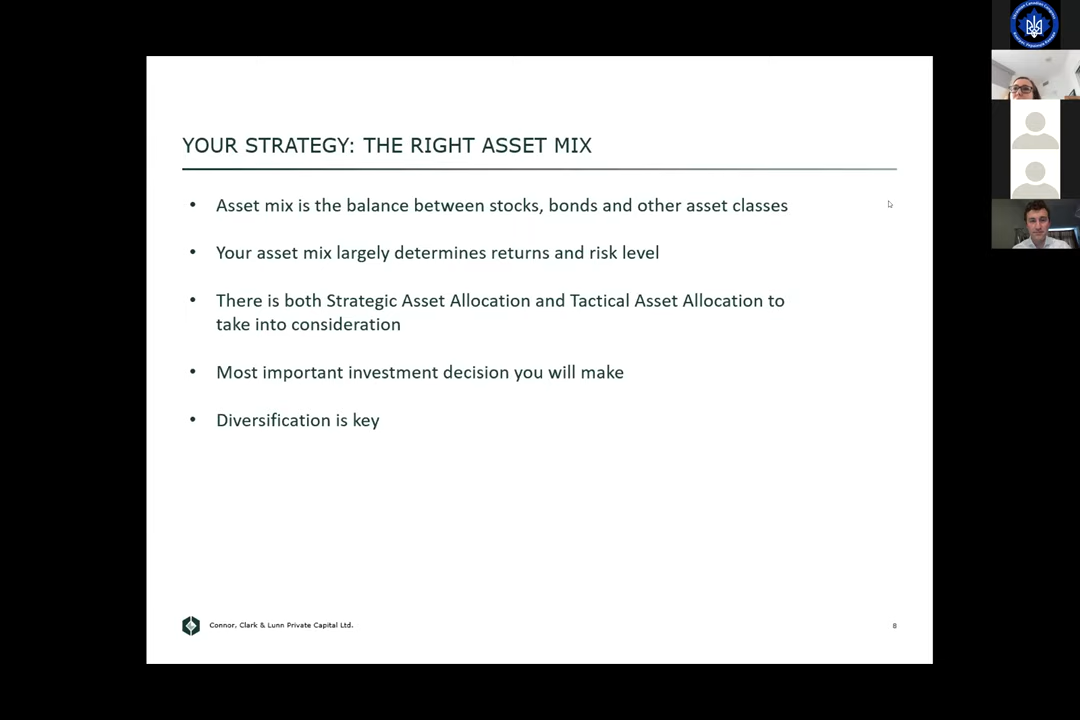 YOUR STRATEGY: THE RIGHT ASSET MIX
• Asset mix is the balance between stocks, bonds and other asset classes
• Your asset mix largely determines returns and risk level
• There is both Strategic Asset Allocation and Tactical Asset Allocation to
take into consideration
• Most important investment decision you will make
• Diversification is key
Connor, Clark & Lunn Private Capital Ltd.
8